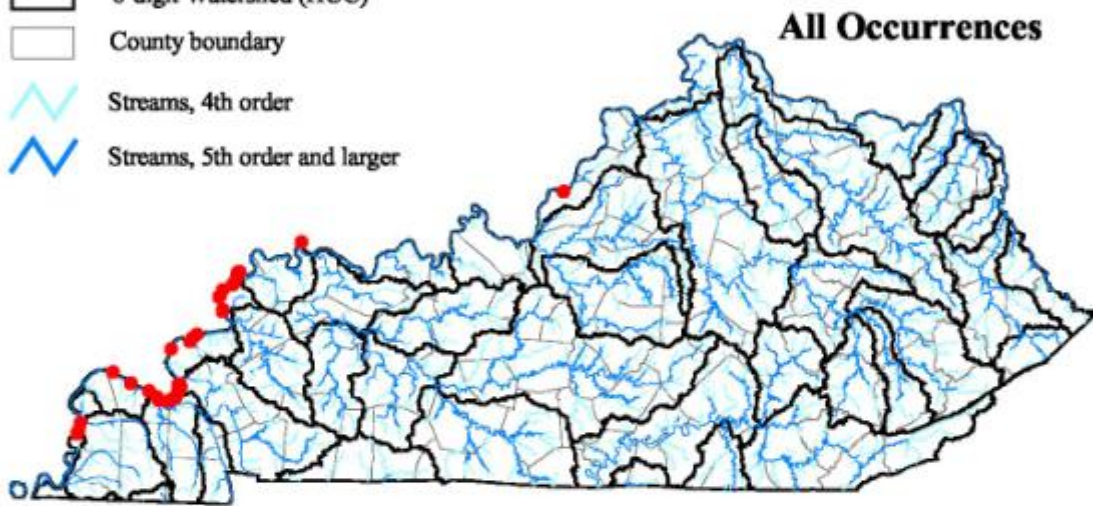 County boundary
Streams, 4th order
Streams, 5th order and larger
All Occurrences